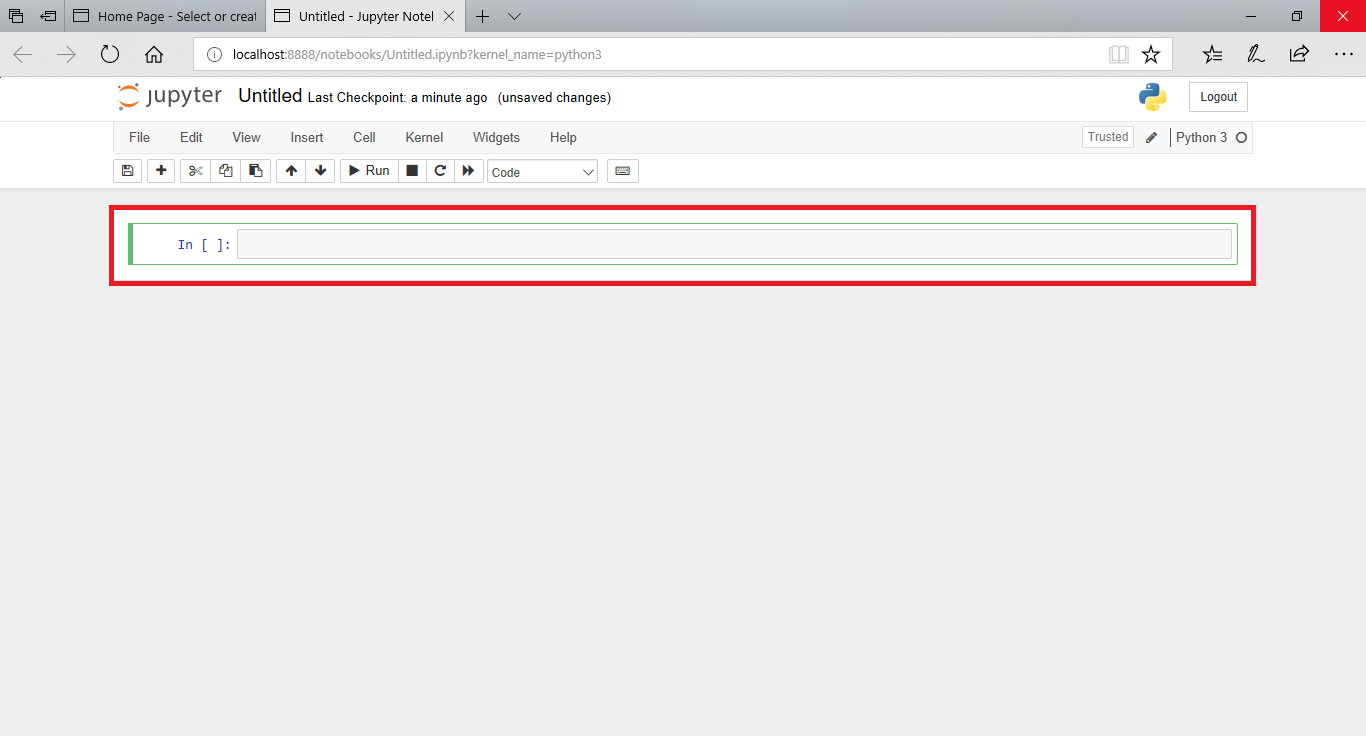 Home Page - Select or creat
Untitled - Jupyter Notel
localhost:8888/notebooks/Untitled.ipynb?kernel_name=python3
jupyter Untitled Last Checkpoint: a minute ago (unsaved changes)
Logout
File Edit View Insert Cell Kernel Widgets Help
Trusted Python 3
Run Code
In [ ]: